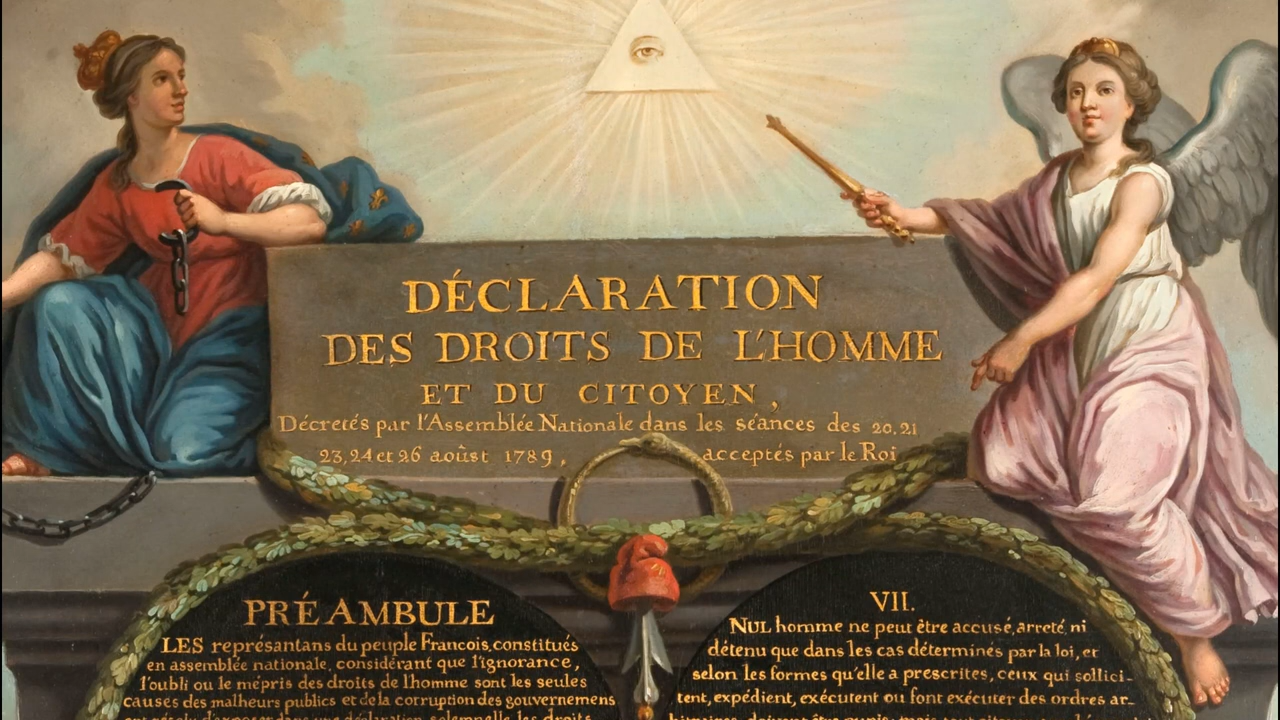 DÉCLARATION
DES DROITS DE L'HOMME
ET DU CITOYEN,
Décretés par l'Assemblée Nationale dans les séances des 20.21
23,24 et 26 août 1789, acceptés par le Roi
PRÉAMBULE
LES représentans du peuple François, constitués
en assemblée nationale, considérant que l'ignorance,
l'oubli ou le mépris des droits de l'homme sont les seules
causes des malheurs publics et de la corruption des gouvernemens
VII.
NUL homme ne peut être accusé, arreté, ni
détenu que dans les cas déterminés par la loi, et
selon les formes qu'elle a prescrites, ceux qui sollici-
tent, expédient, exécutent ou font exécuter des ordres ar-